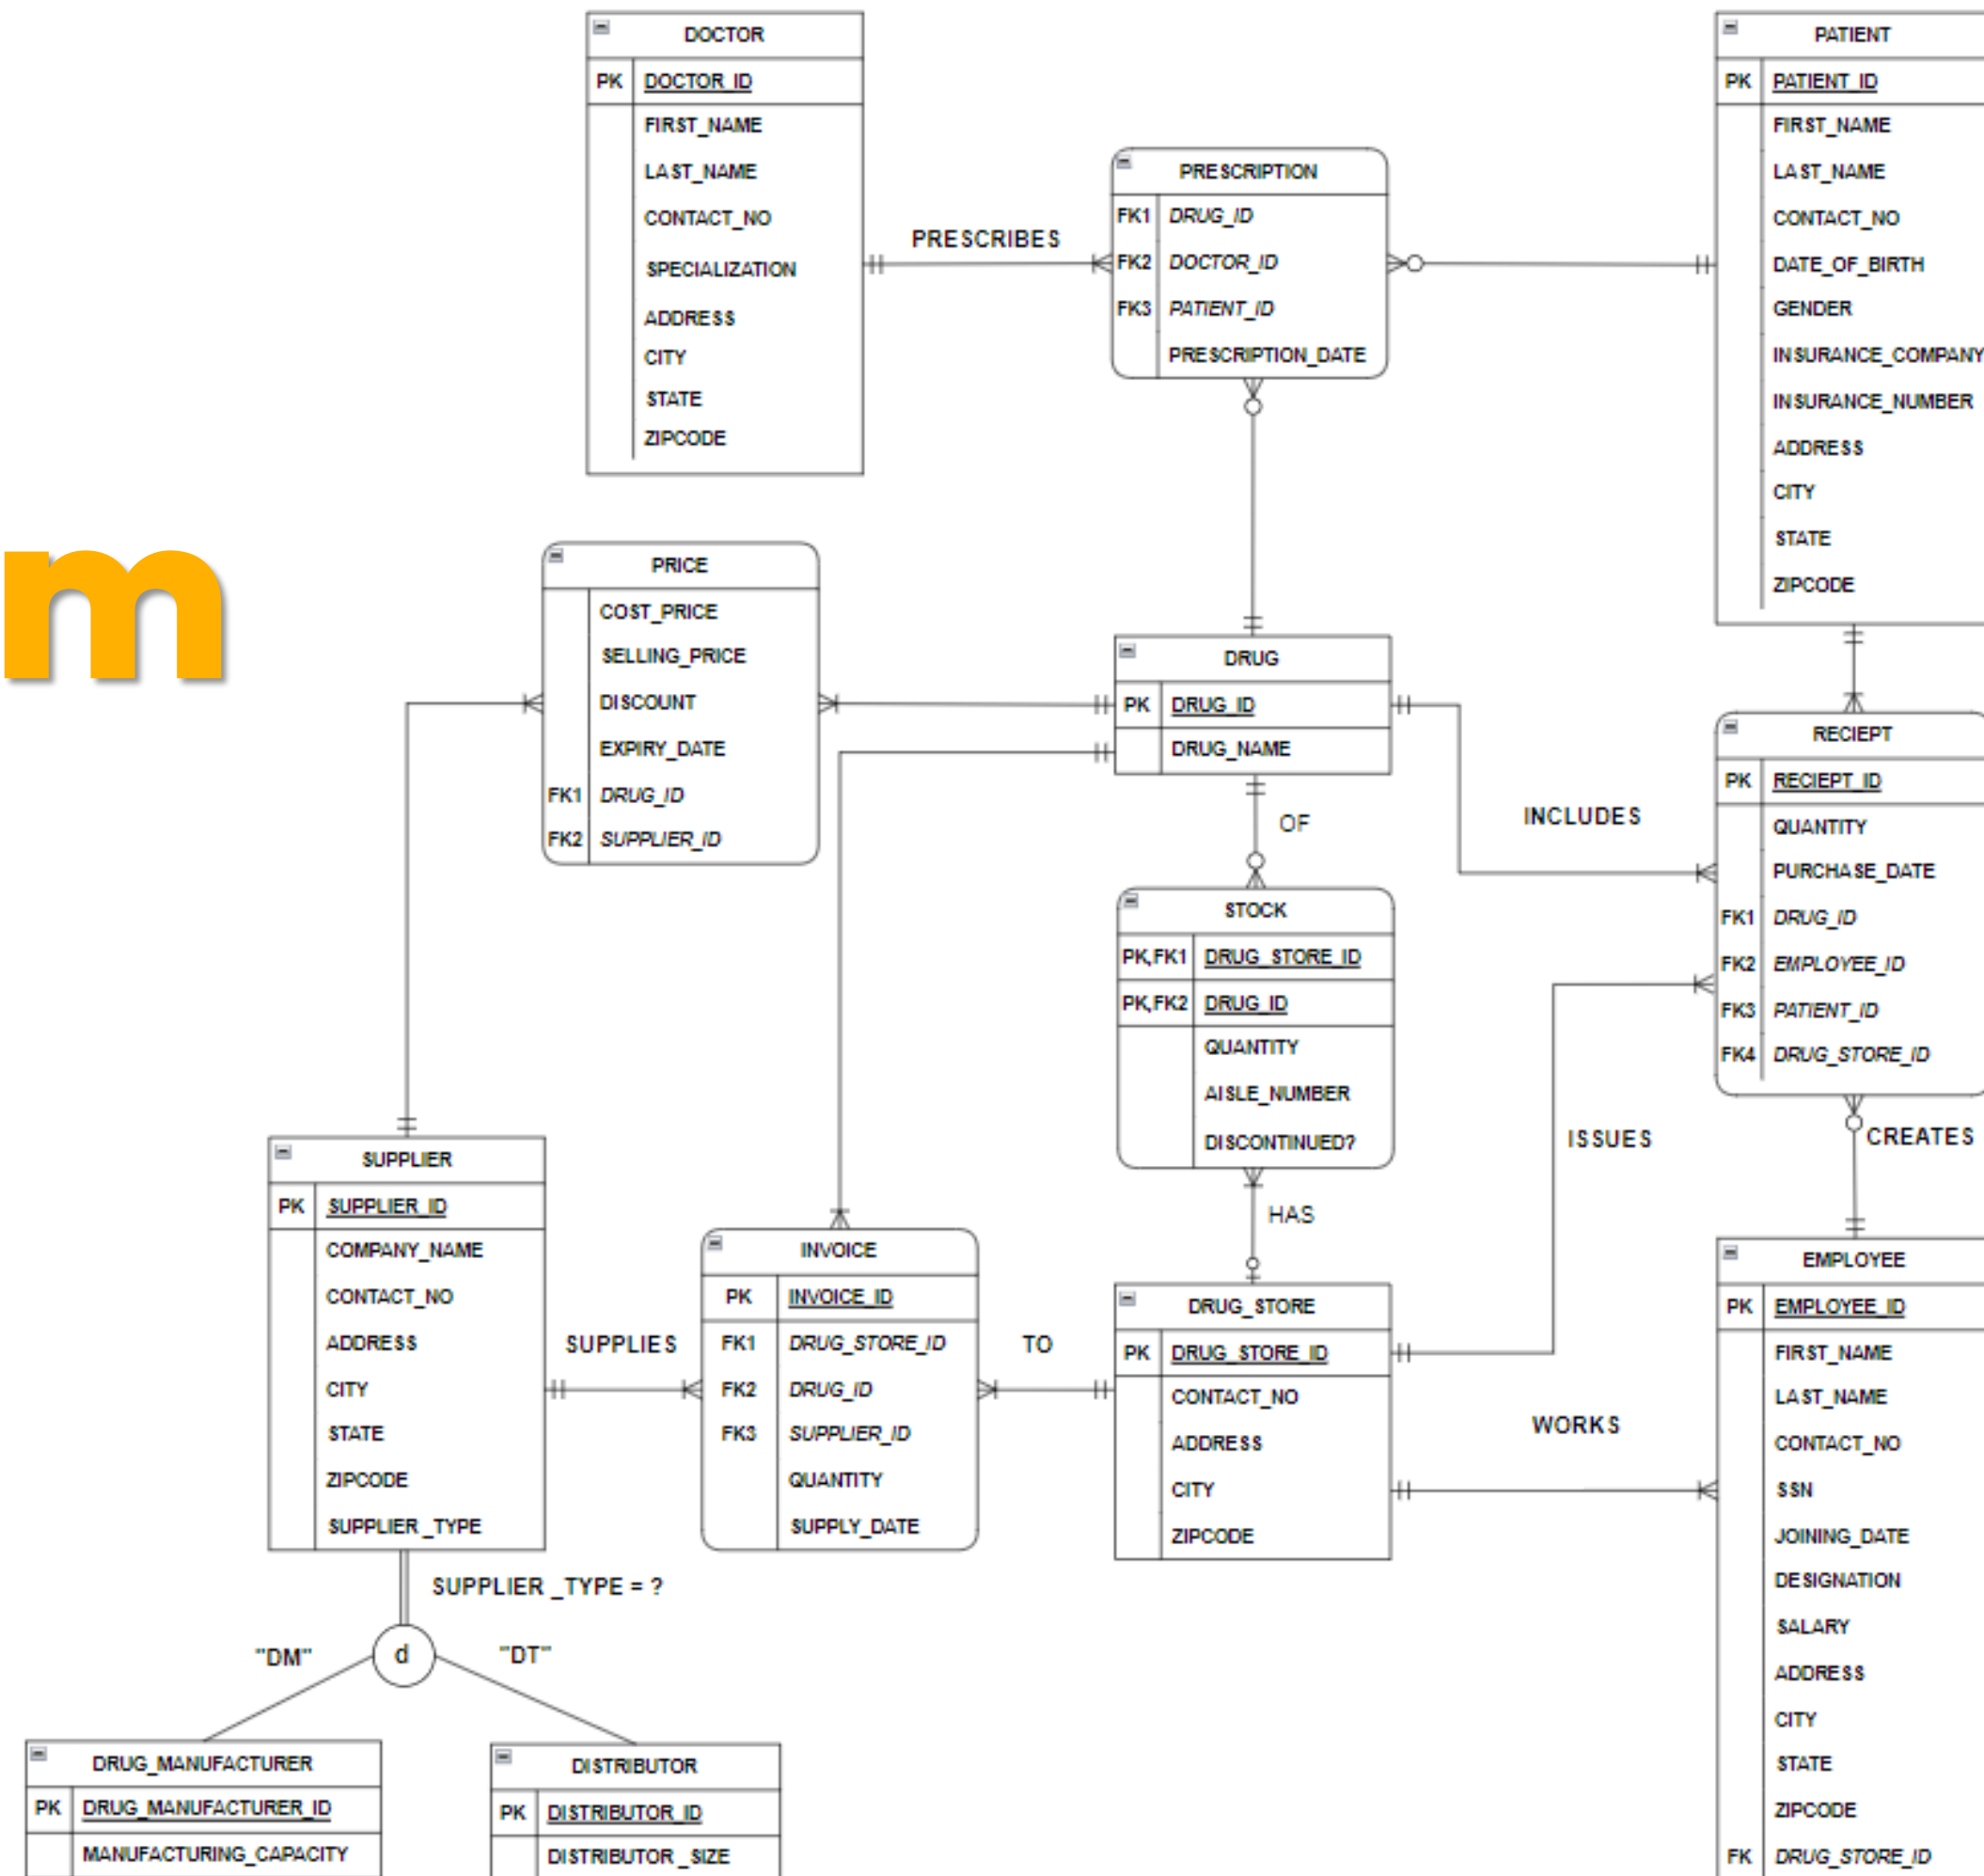 DOCTOR
PK DOCTOR_ID
FIRST_NAME
LAST_NAME
CONTACT_NO
SPECIALIZATION
ADDRESS
CITY
STATE
ZIPCODE
PRESCRIBES
PRESCRIPTION
FK1 DRUG_ID
FK2 DOCTOR_ID
FK3 PATIENT_ID
PRESCRIPTION_DATE
PATIENT
PK PATIENT_ID
FIRST_NAME
LAST_NAME
CONTACT_NO
DATE_OF_BIRTH
GENDER
INSURANCE_COMPANY
INSURANCE_NUMBER
ADDRESS
CITY
STATE
ZIPCODE
m
PRICE
COST_PRICE
SELLING_PRICE
DISCOUNT
EXPIRY_DATE
FK1 DRUG_ID
FK2 SUPPLIER_ID
DRUG
PK DRUG_ID
DRUG_NAME
OF
INCLUDES
RECIEPT
PK RECIEPT_ID
QUANTITY
PURCHASE_DATE
FK1 DRUG_ID
FK2 EMPLOYEE_ID
FK3 PATIENT_ID
FK4 DRUG_STORE_ID
STOCK
PK,FK1 DRUG_STORE_ID
PK,FK2 DRUG_ID
QUANTITY
AISLE_NUMBER
DISCONTINUED?
HAS
ISSUES
CREATES
SUPPLIER
PK SUPPLIER_ID
COMPANY_NAME
CONTACT_NO
ADDRESS
CITY
STATE
ZIPCODE
SUPPLIER_TYPE
SUPPLIES
INVOICE
PK INVOICE_ID
FK1 DRUG_STORE_ID
FK2 DRUG_ID
FK3 SUPPLIER_ID
QUANTITY
SUPPLY_DATE
TO
DRUG_STORE
PK DRUG_STORE_ID
CONTACT_NO
ADDRESS
CITY
ZIPCODE
WORKS
EMPLOYEE
PK EMPLOYEE_ID
FIRST_NAME
LAST_NAME
CONTACT_NO
SSN
JOINING_DATE
DESIGNATION
SALARY
ADDRESS
CITY
STATE
ZIPCODE
FK DRUG_STORE_ID
SUPPLIER _TYPE = ?
"DM" d "DT"
DRUG_MANUFACTURER
PK DRUG_MANUFACTURER_ID
MANUFACTURING_CAPACITY
DISTRIBUTOR
PK DISTRIBUTOR_ID
DISTRIBUTOR _SIZE